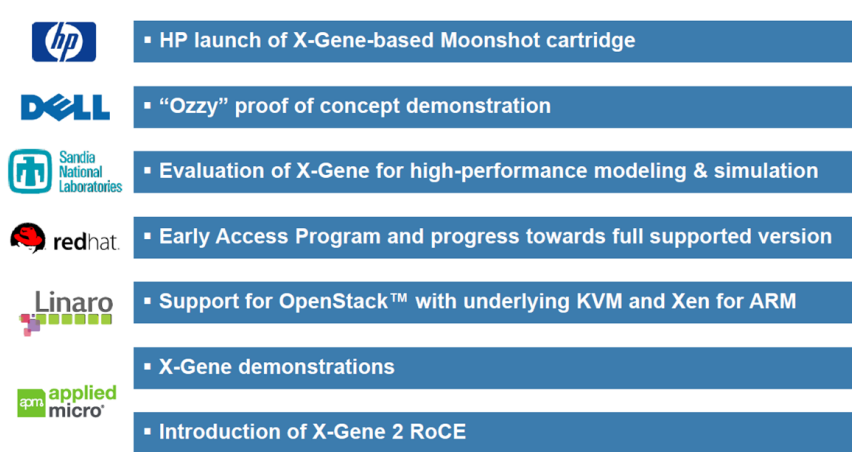 hp
▪ HP launch of X-Gene-based Moonshot cartridge
DELL
▪ “Ozzy” proof of concept demonstration
Sandia
National
Laboratories
▪ Evaluation of X-Gene for high-performance modeling & simulation
redhat.
▪ Early Access Program and progress towards full supported version
Linaro
▪ Support for OpenStack™ with underlying KVM and Xen for ARM
▪ X-Gene demonstrations
apm applied
micro®
▪ Introduction of X-Gene 2 RoCE